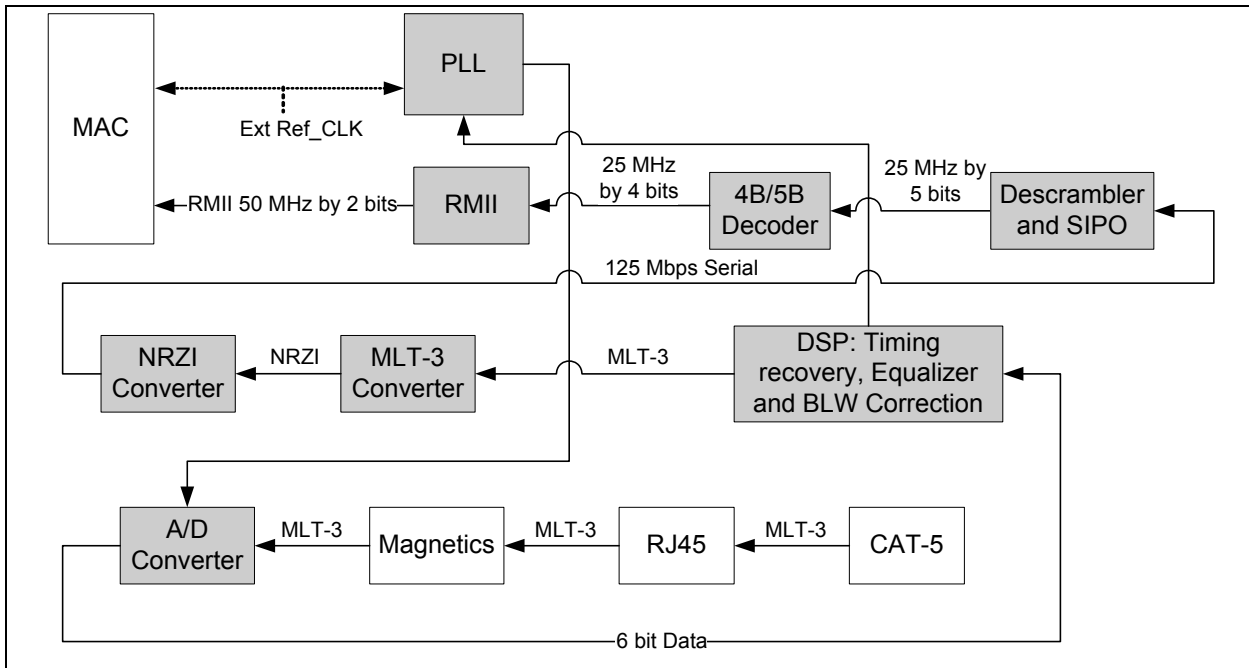 PLL
MAC
Ext Ref_CLK
RMII 50 MHz by 2 bits
RMII
25 MHz
by 4 bits
4B/5B
Decoder
25 MHz by
5 bits
Descrambler
and SIPO
125 Mbps Serial
NRZI
Converter
NRZI
MLT-3
Converter
MLT-3
DSP: Timing
recovery, Equalizer
and BLW Correction
A/D
Converter
MLT-3
Magnetics
MLT-3
RJ45
MLT-3
CAT-5
6 bit Data